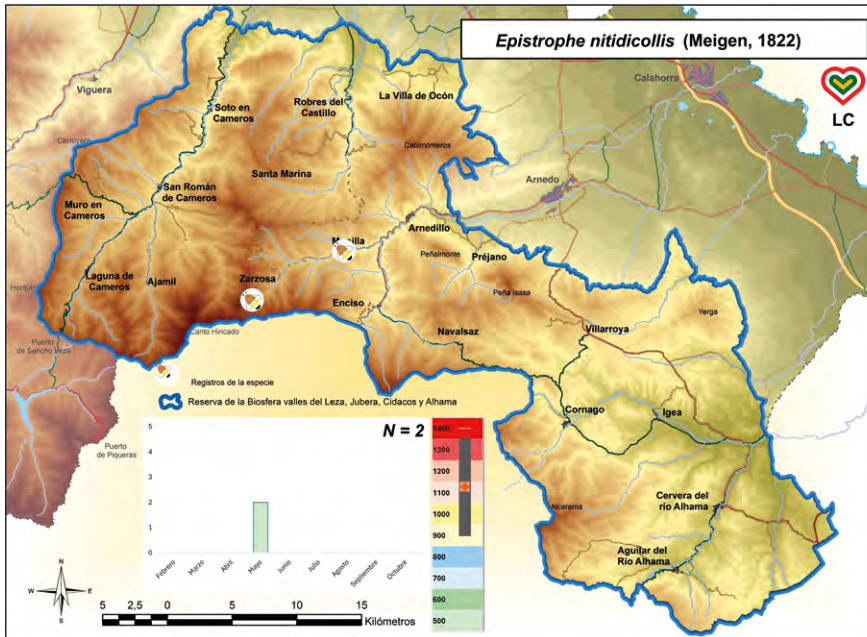 Epistrophe nitidicollis (Meigen, 1822)
LC
Calahorra
Viguera
Soto en
Cameros
Robres del
Castillo
La Villa de Ocón
Cabimonteros
Santa Marina
Arnedo
San Román
de Cameros
Muro en
Cameros
Arnedillo
Peñalmonte
Préjano
Peña isasa
Laguna de
Cameros
Ajamil
Zarzosa
Enciso
Navalsaz
Villarroya
Yerga
Puerto
de Sancho Leza
Canto Hincado
Registros de la especie
Reserva de la Biosfera valles del Leza, Jubera, Cidacos y Alhama
Puerto
de Piqueras
Cornago
Igea
Alcarama
Cervera del
río Alhama
Aguilar del
Río Alhama
N = 2
5
4
3
2
1
0
Febrero
Marzo
Abril
Mayo
Junio
Julio
Agosto
Septiembre
Octubre
1300
1200
1100
1000
900
800
700
600
500
N
W
E
S
5
2,5
0
5
10
15
Kilómetros